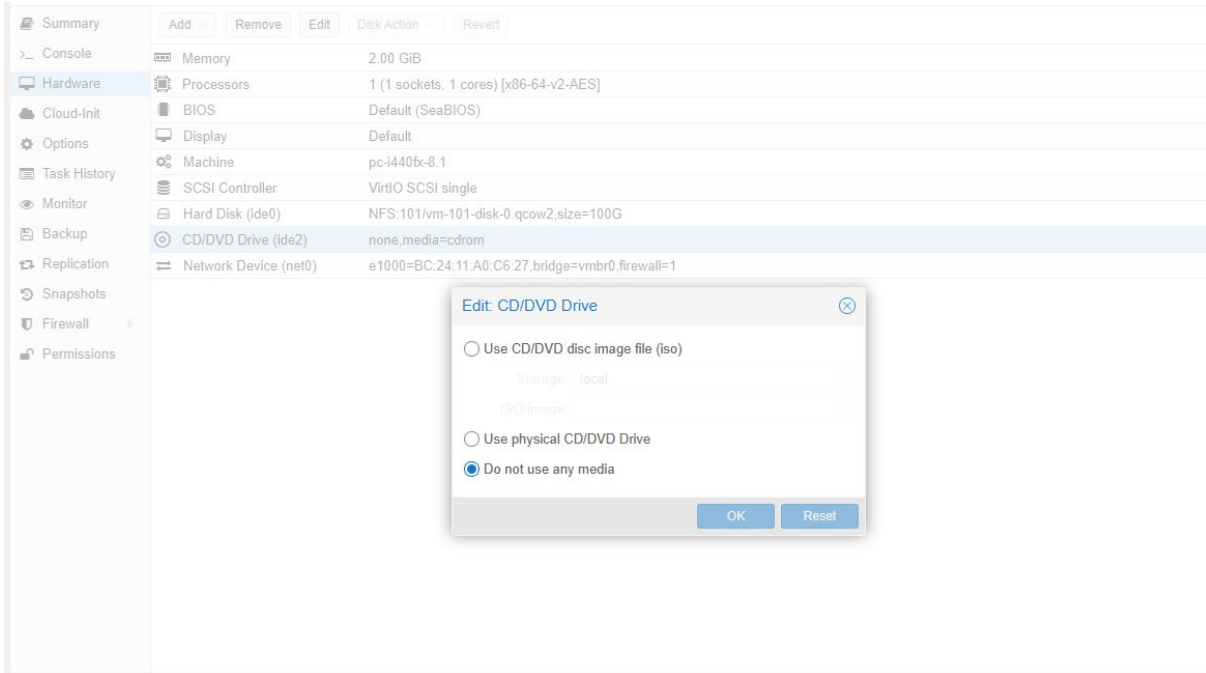 Summary
Console
Hardware
Cloud-Init
Options
Task History
Monitor
Backup
Replication
Snapshots
Firewall
Permissions
Add Remove Edit Disk Action Revert
Memory 2.00 GiB
Processors 1 (1 sockets, 1 cores) [x86-64-v2-AES]
BIOS Default (SeaBIOS)
Display Default
Machine pc-i440fx-8.1
SCSI Controller VirtIO SCSI single
Hard Disk (ide0) NFS:101/vm-101-disk-0.qcow2,size=100G
CD/DVD Drive (ide2) none,media=cdrom
Network Device (net0) e1000=BC:24:11:A0:C6:27,bridge=vmbr0,firewall=1
Edit: CD/DVD Drive
Use CD/DVD disc image file (iso)
Storage: local
ISO Image:
Use physical CD/DVD Drive
Do not use any media
OK Reset